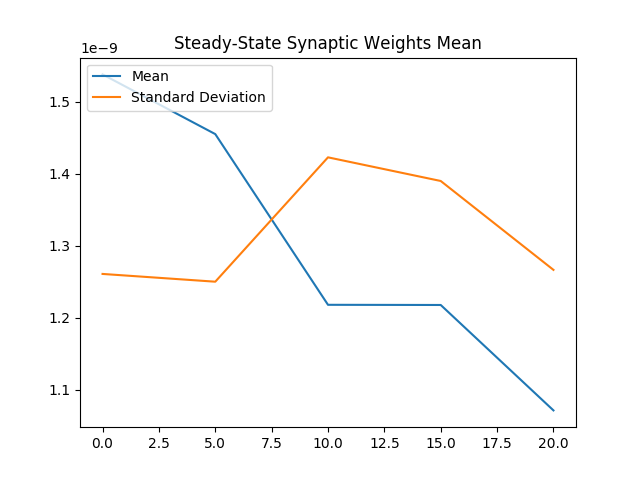 Steady-State Synaptic Weights Mean
1e−9
Mean
Standard Deviation
1.5
1.4
1.3
1.2
1.1
0.0 2.5 5.0 7.5 10.0 12.5 15.0 17.5 20.0